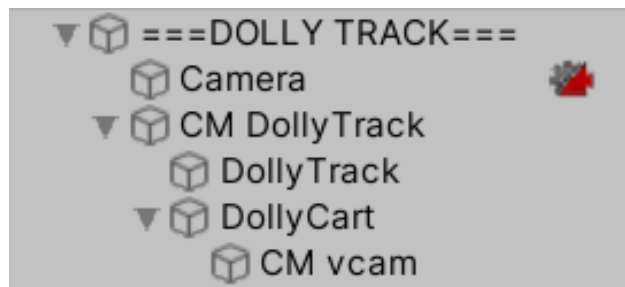 ===DOLLY TRACK===
Camera
CM DollyTrack
DollyTrack
DollyCart
CM vcam